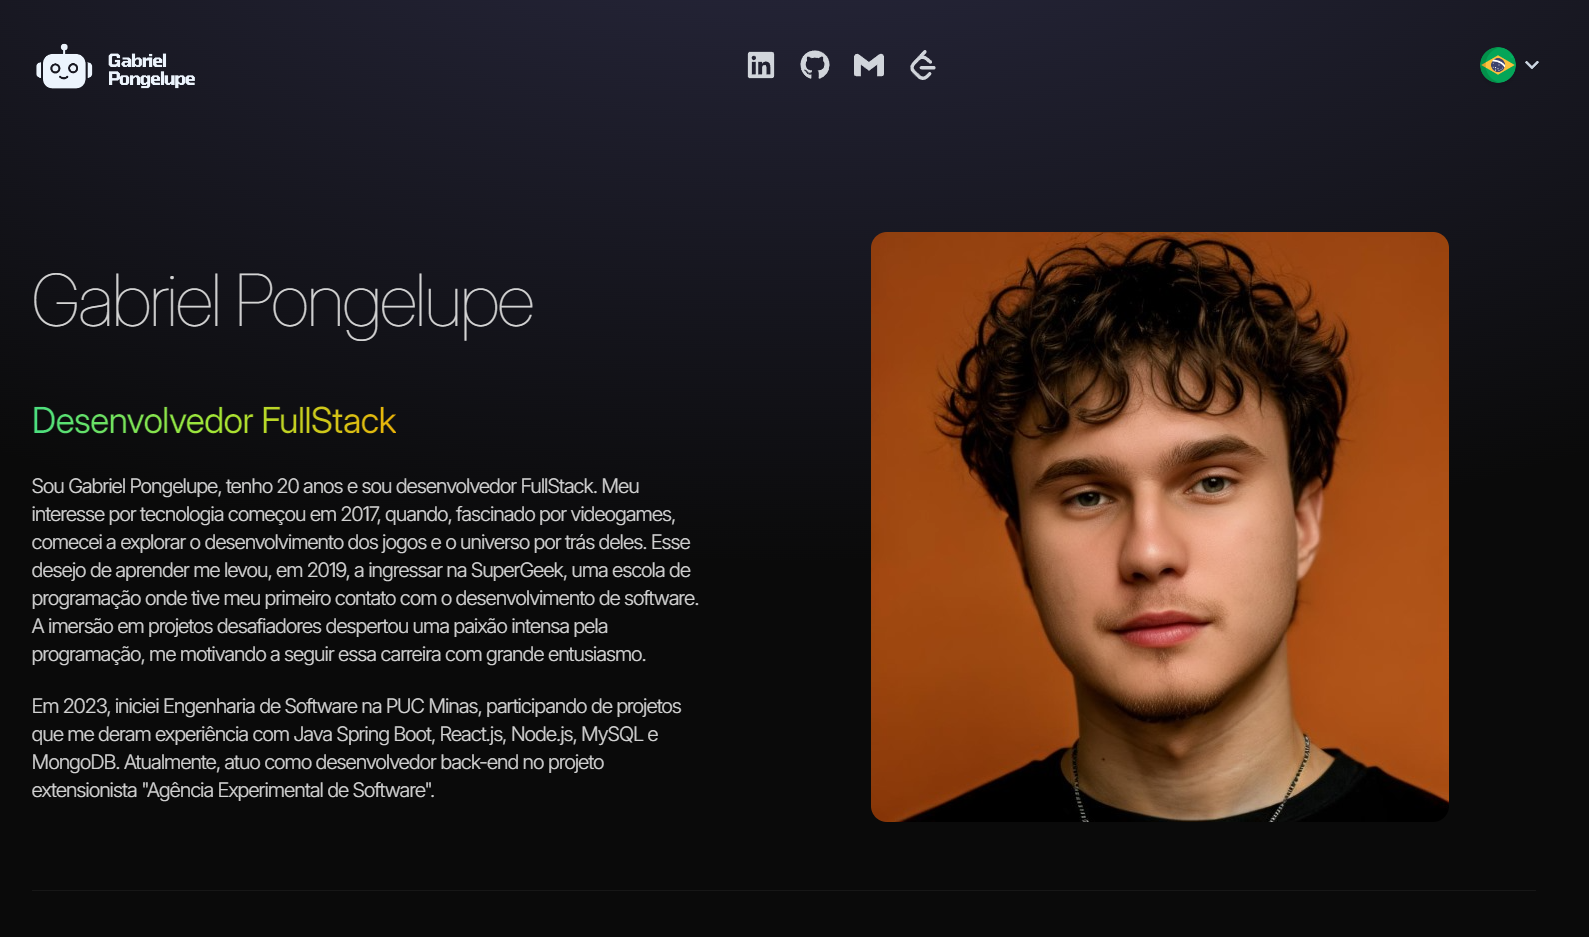 Gabriel
Pongelupe
Gabriel Pongelupe
Desenvolvedor FullStack
Sou Gabriel Pongelupe, tenho 20 anos e sou desenvolvedor FullStack. Meu
interesse por tecnologia começou em 2017, quando, fascinado por videogames,
comecei a explorar o desenvolvimento dos jogos e o universo por trás deles. Esse
desejo de aprender me levou, em 2019, a ingressar na SuperGeek, uma escola de
programação onde tive meu primeiro contato com o desenvolvimento de software.
A imersão em projetos desafiadores despertou uma paixão intensa pela
programação, me motivando a seguir essa carreira com grande entusiasmo.
Em 2023, iniciei Engenharia de Software na PUC Minas, participando de projetos
que me deram experiência com Java Spring Boot, React.js, Node.js, MySQL e
MongoDB. Atualmente, atuo como desenvolvedor back-end no projeto
extensionista "Agência Experimental de Software".